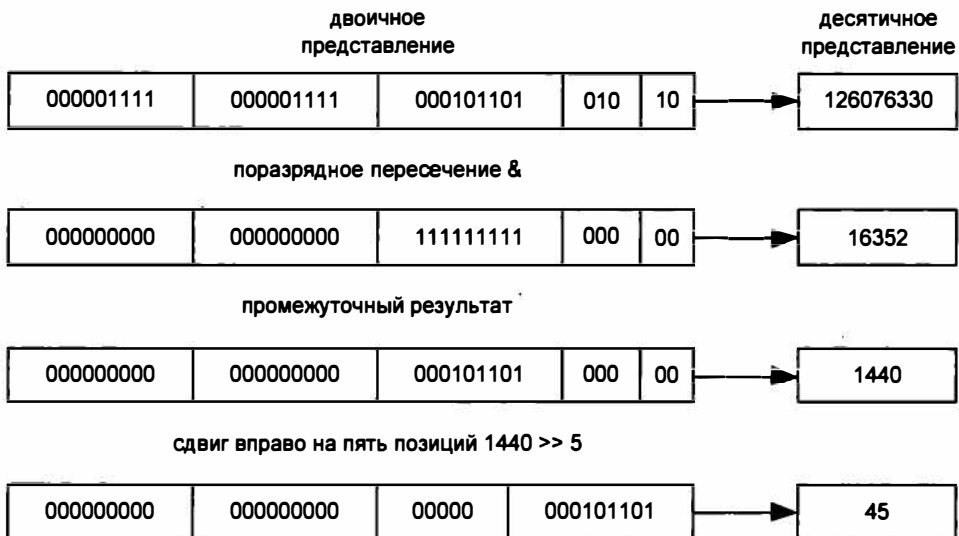 двоичное
представление
десятичное
представление
000001111 000001111 000101101 010 10 126076330
поразрядное пересечение &
000000000 000000000 111111111 000 00 16352
промежуточный результат
000000000 000000000 000101101 000 00 1440
сдвиг вправо на пять позиций 1440 >> 5
000000000 000000000 00000 000101101 45